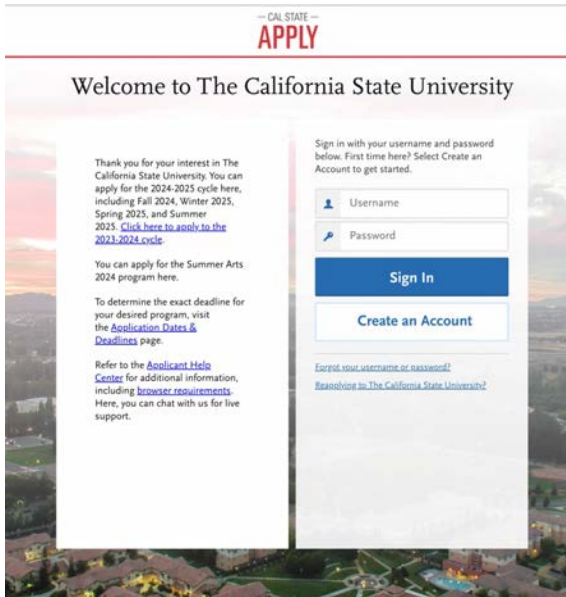 CAL STATE
APPLY
Welcome to The California State University
Thank you for your interest in The
California State University. You can
apply for the 2024-2025 cycle here,
including Fall 2024, Winter 2025,
Spring 2025, and Summer
2025. Click here to apply to the
2023-2024 cycle.
You can apply for the Summer Arts
2024 program here.
To determine the exact deadline for
your desired program, visit
the Application Dates &
Deadlines page.
Refer to the Applicant Help
Center for additional information,
including browser requirements.
Here, you can chat with us for live
support.
Sign in with your username and password
below. First time here? Select Create an
Account to get started.
Username
Password
Sign In
Create an Account
Forgot your username or password?
Reapplying to The California State University?